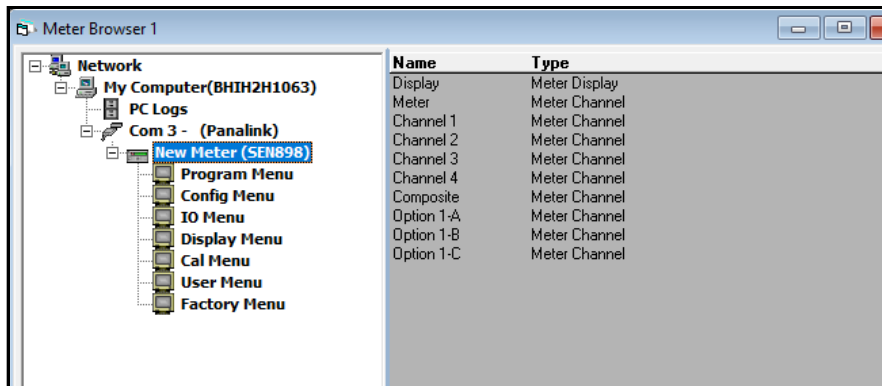 Meter Browser 1
Network
My Computer(BHIH2H1063)
PC Logs
Com 3 - (Panalink)
New Meter (SEN898)
Program Menu
Config Menu
IO Menu
Display Menu
Cal Menu
User Menu
Factory Menu
Name Type
Display Meter Display
Meter Meter Channel
Channel 1 Meter Channel
Channel 2 Meter Channel
Channel 3 Meter Channel
Channel 4 Meter Channel
Composite Meter Channel
Option 1-A Meter Channel
Option 1-B Meter Channel
Option 1-C Meter Channel